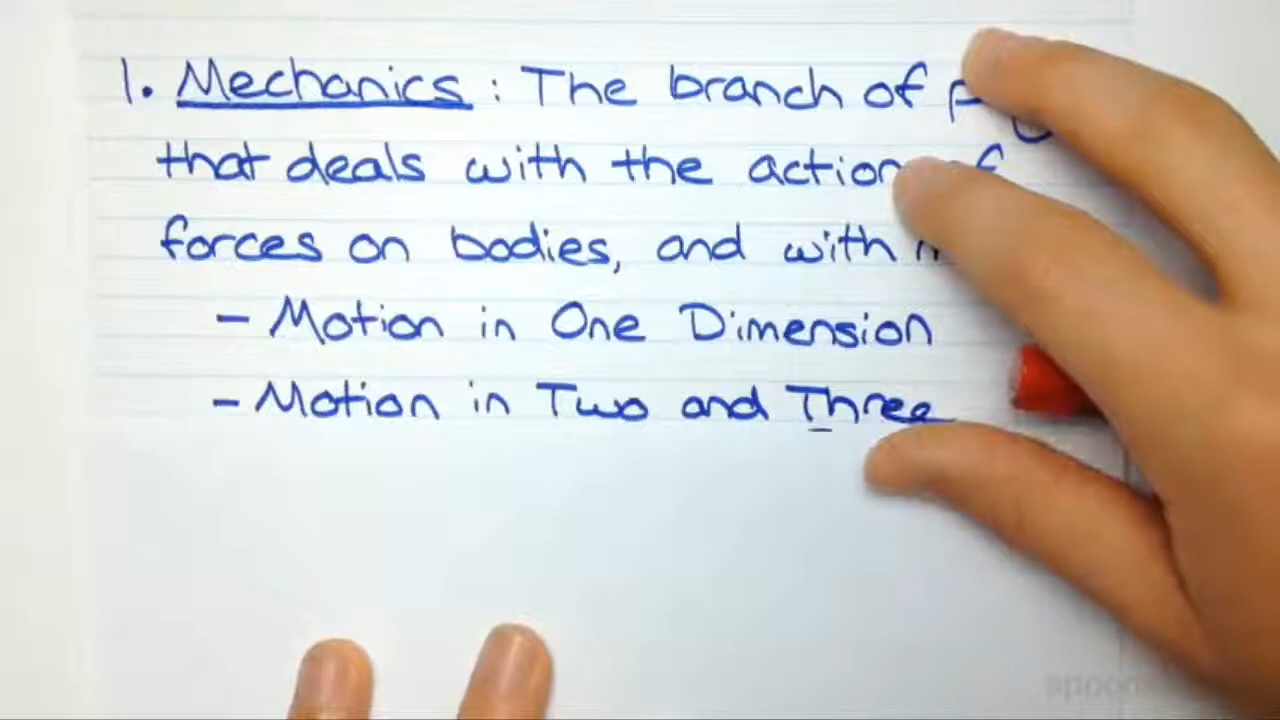 1. Mechanics: The branch of
that deals with the action of
forces on bodies, and with
- Motion in One Dimension
- Motion in Two and Three